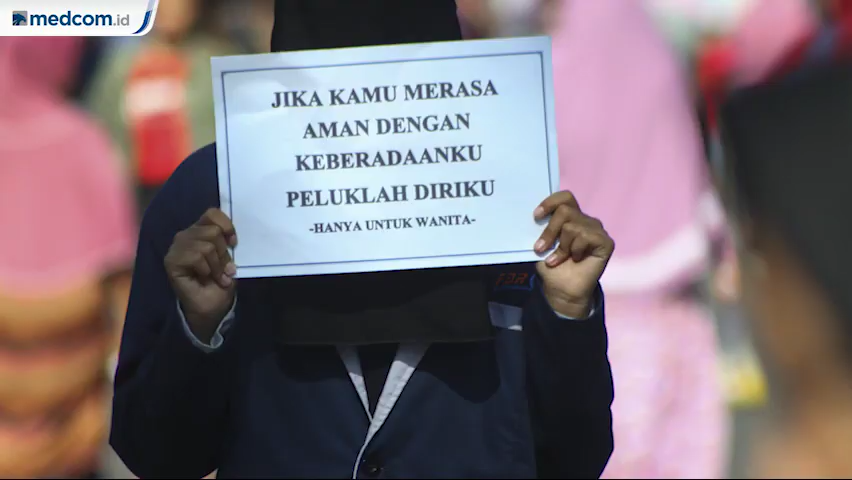 medcom.id
JIKA KAMU MERASA
AMAN DENGAN
KEBERADAANKU
PELUKLAH DIRIKU
-HANYA UNTUK WANITA-